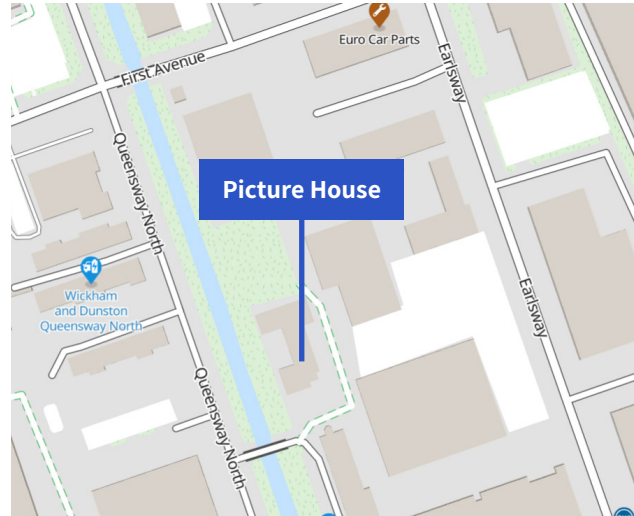 Euro Car Parts
First Avenue
Earlsway
Queensway North
Picture House
Wickham
and Dunston
Queensway North
Earlsway
Queensway North